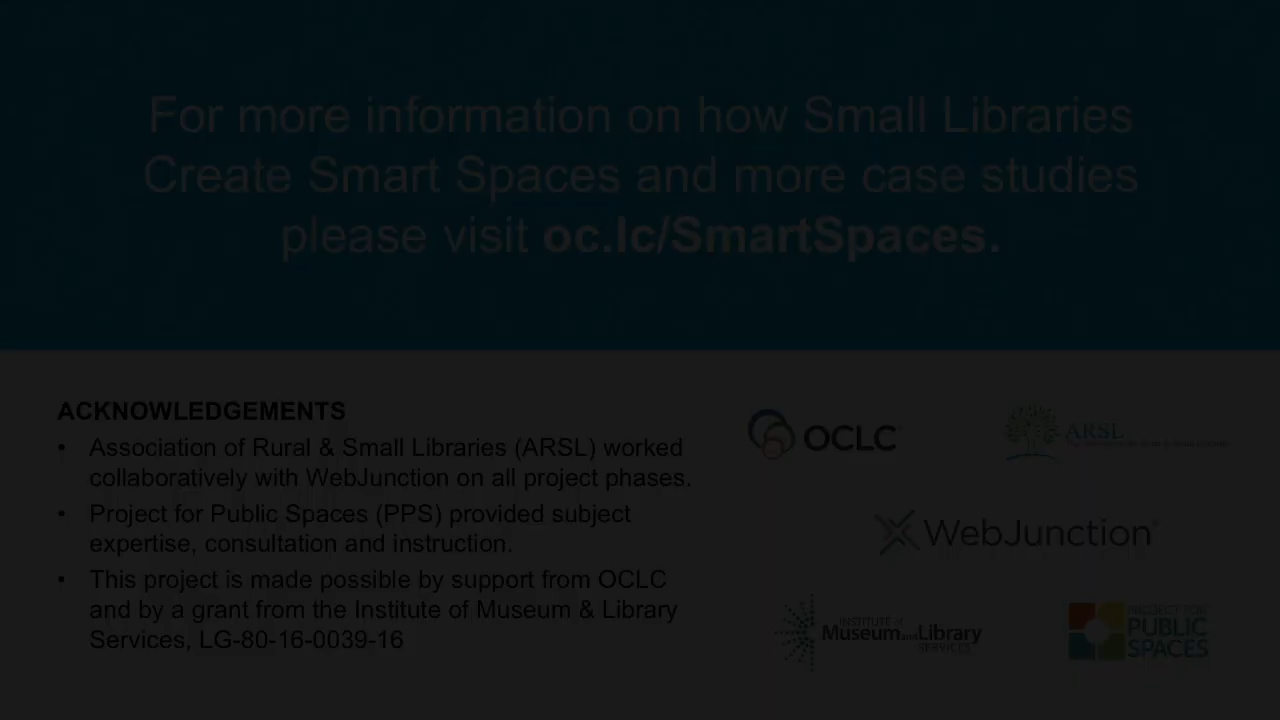 For more information on how Small Libraries
Create Smart Spaces and more case studies
please visit oc.lc/SmartSpaces.
ACKNOWLEDGEMENTS
• Association of Rural & Small Libraries (ARSL) worked
collaboratively with WebJunction on all project phases.
• Project for Public Spaces (PPS) provided subject
expertise, consultation and instruction.
• This project is made possible by support from OCLC
and by a grant from the Institute of Museum & Library
Services, LG-80-16-0039-16
OCLC
ARSL
WebJunction
INSTITUTE of
Museum and Library
SERVICES
PROJECT FOR
PUBLIC
SPACES